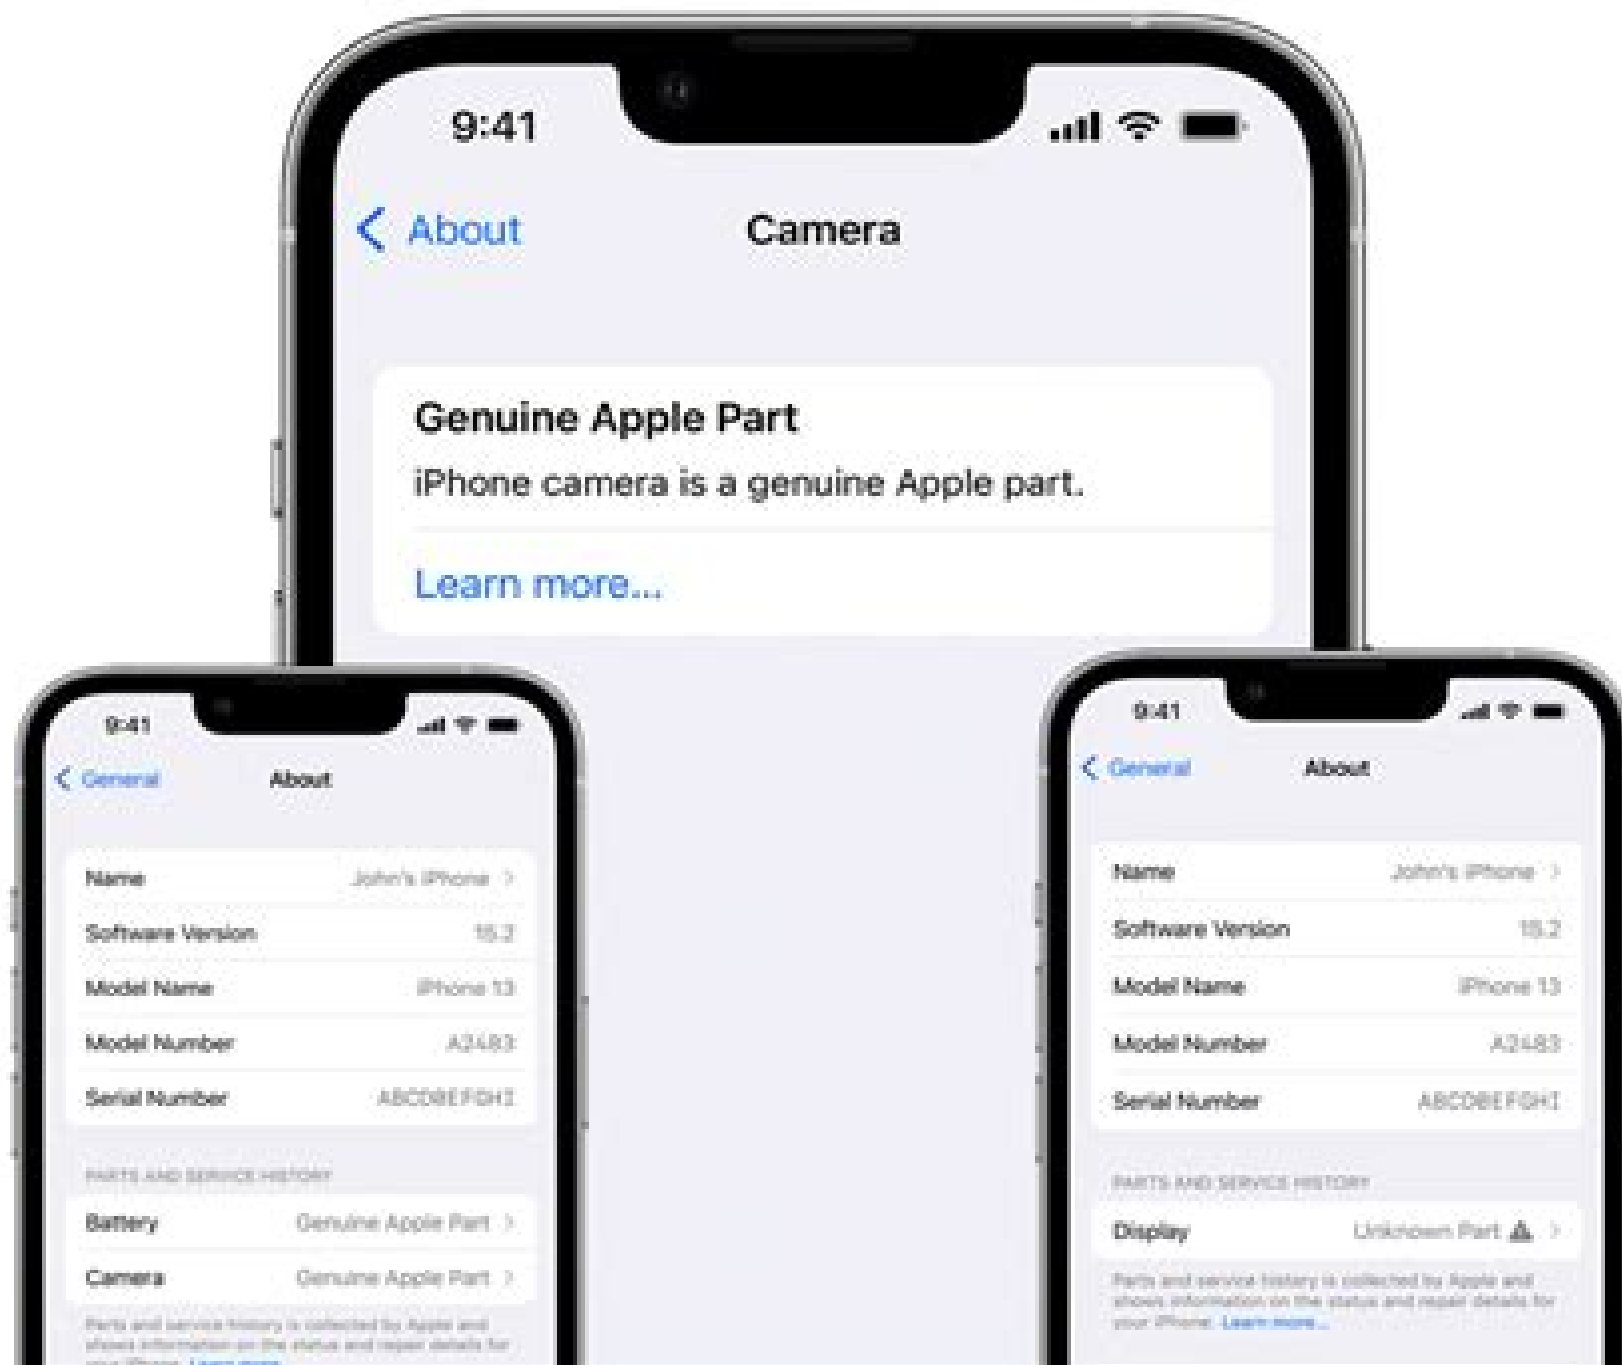 9:41
About
Camera
Genuine Apple Part
iPhone camera is a genuine Apple part.
Learn more...
9:41
General
About
Name John's iPhone
Software Version 15.2
Model Name iPhone 13
Model Number A2483
Serial Number ABCD0EFGHI
PARTS AND SERVICE HISTORY
Battery Genuine Apple Part
Camera Genuine Apple Part
Parts and service history is collected by Apple and
shows information on the status and repair details for
your iPhone. Learn more...
9:41
General
About
Name John's iPhone
Software Version 15.2
Model Name iPhone 13
Model Number A2483
Serial Number ABCD0EFGHI
PARTS AND SERVICE HISTORY
Display Unknown Part
Parts and service history is collected by Apple and
shows information on the status and repair details for
your iPhone. Learn more...